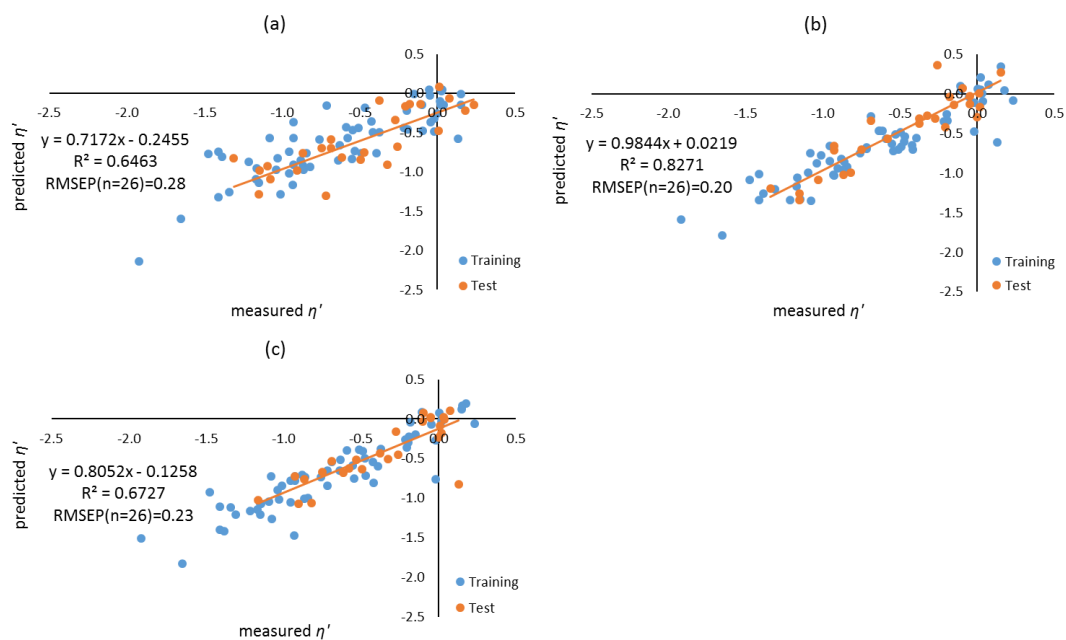 (a)
0.5
0.0
-2.5 -2.0 -1.5 -1.0 -0.5 0.0 0.5
-0.5
-1.0
-1.5
-2.0
-2.5
predicted η'
y = 0.7172x - 0.2455
R² = 0.6463
RMSEP(n=26)=0.28
Training
Test
measured η'
(b)
0.5
0.0
-2.5 -2.0 -1.5 -1.0 -0.5 0.0 0.5
-0.5
-1.0
-1.5
-2.0
-2.5
predicted η'
y = 0.9844x + 0.0219
R² = 0.8271
RMSEP(n=26)=0.20
Training
Test
measured η'
(c)
0.5
0.0
-2.5 -2.0 -1.5 -1.0 -0.5 0.0 0.5
-0.5
-1.0
-1.5
-2.0
-2.5
predicted η'
y = 0.8052x - 0.1258
R² = 0.6727
RMSEP(n=26)=0.23
Training
Test
measured η'